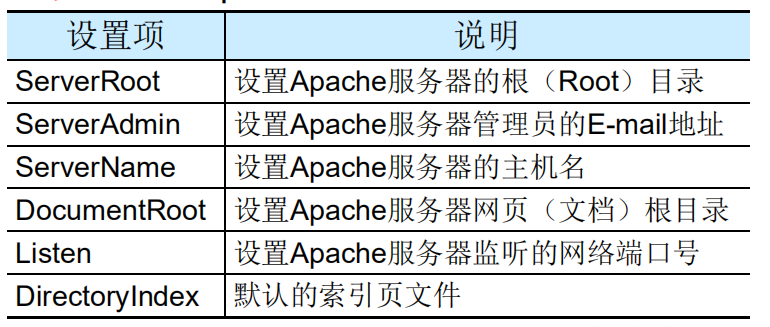 设置项 说明
ServerRoot 设置Apache服务器的根（Root）目录
ServerAdmin 设置Apache服务器管理员的E-mail地址
ServerName 设置Apache服务器的主机名
DocumentRoot 设置Apache服务器网页（文档）根目录
Listen 设置Apache服务器监听的网络端口号
DirectoryIndex 默认的索引页文件